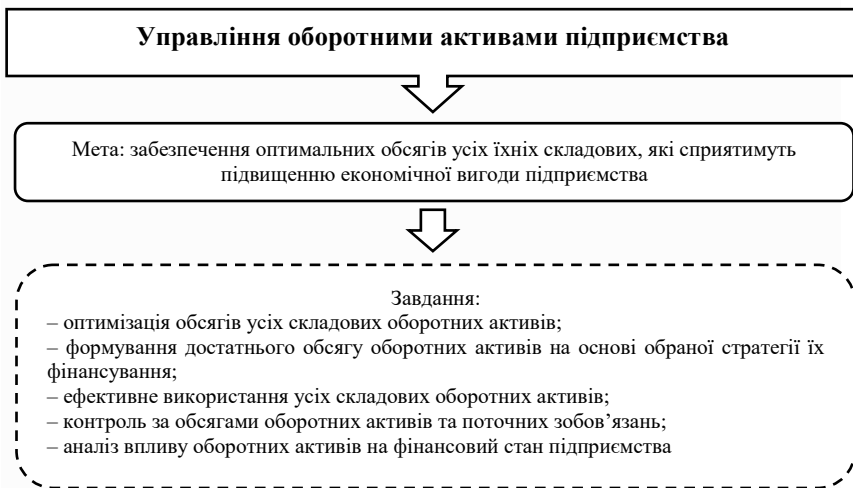 Управління оборотними активами підприємства
Мета: забезпечення оптимальних обсягів усіх їхніх складових, які сприятимуть
підвищенню економічної вигоди підприємства
Завдання:
– оптимізація обсягів усіх складових оборотних активів;
– формування достатнього обсягу оборотних активів на основі обраної стратегії їх
фінансування;
– ефективне використання усіх складових оборотних активів;
– контроль за обсягами оборотних активів та поточних зобов’язань;
– аналіз впливу оборотних активів на фінансовий стан підприємства